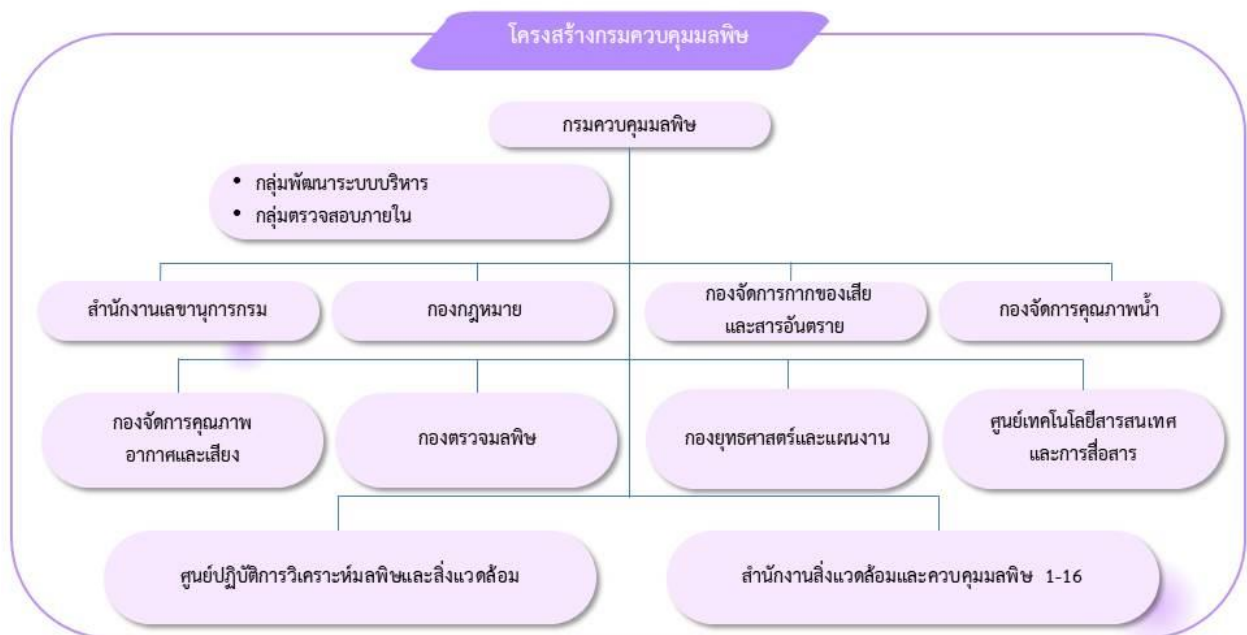 โครงสร้างกรมควบคุมมลพิษ
กรมควบคุมมลพิษ
• กลุ่มพัฒนาระบบบริหาร
• กลุ่มตรวจสอบภายใน
สำนักงานเลขานุการกรม
กองกฎหมาย
กองจัดการกากของเสีย
และสารอันตราย
กองจัดการคุณภาพน้ำ
กองจัดการคุณภาพ
อากาศและเสียง
กองตรวจมลพิษ
กองยุทธศาสตร์และแผนงาน
ศูนย์เทคโนโลยีสารสนเทศ
และการสื่อสาร
ศูนย์ปฏิบัติการวิเคราะห์มลพิษและสิ่งแวดล้อม
สำนักงานสิ่งแวดล้อมและควบคุมมลพิษ 1-16